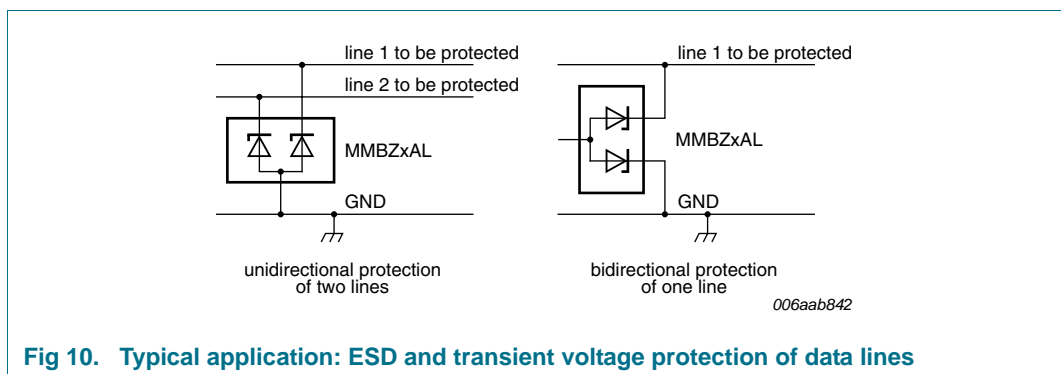 line 1 to be protected
line 2 to be protected
MMBZxAL
GND
unidirectional protection
of two lines
line 1 to be protected
MMBZxAL
GND
bidirectional protection
of one line
006aab842
Fig 10. Typical application: ESD and transient voltage protection of data lines